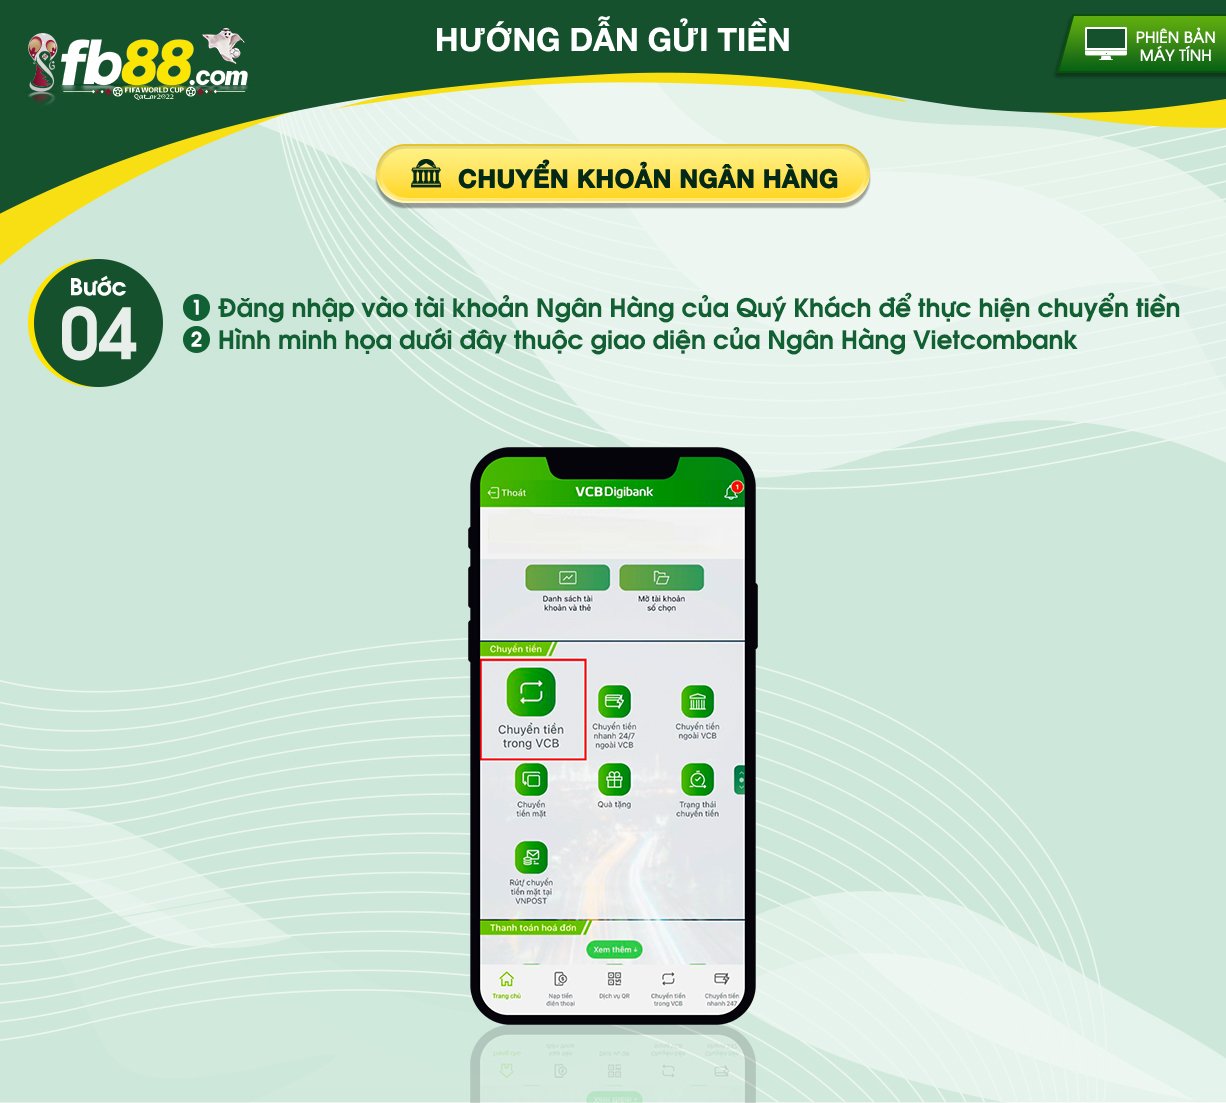 HƯỚNG DẪN GỬI TIỀN
fb88.com
FIFA WORLD CUP
Qatar2022
PHIÊN BẢN
MÁY TÍNH
CHUYỂN KHOẢN NGÂN HÀNG
Bước
04
1 Đăng nhập vào tài khoản Ngân Hàng của Quý Khách để thực hiện chuyển tiền
2 Hình minh họa dưới đây thuộc giao diện của Ngân Hàng Vietcombank
Thoát
VCB Digibank
1
Danh sách tài
khoản và thẻ
Mở tài khoản
số chọn
Chuyển tiền
Chuyển tiền
trong VCB
Chuyển tiền
nhanh 24/7
ngoài VCB
Chuyển tiền
ngoài VCB
Chuyển
tiền mặt
Quà tặng
Trạng thái
chuyển tiền
Rút/ chuyển
tiền mặt tại
VNPOST
Thanh toán hoá đơn
Xem thêm
Trang chủ
Nạp tiền
điện thoại
Dịch vụ QR
Chuyển tiền
trong VCB
Chuyển tiền
nhanh 247